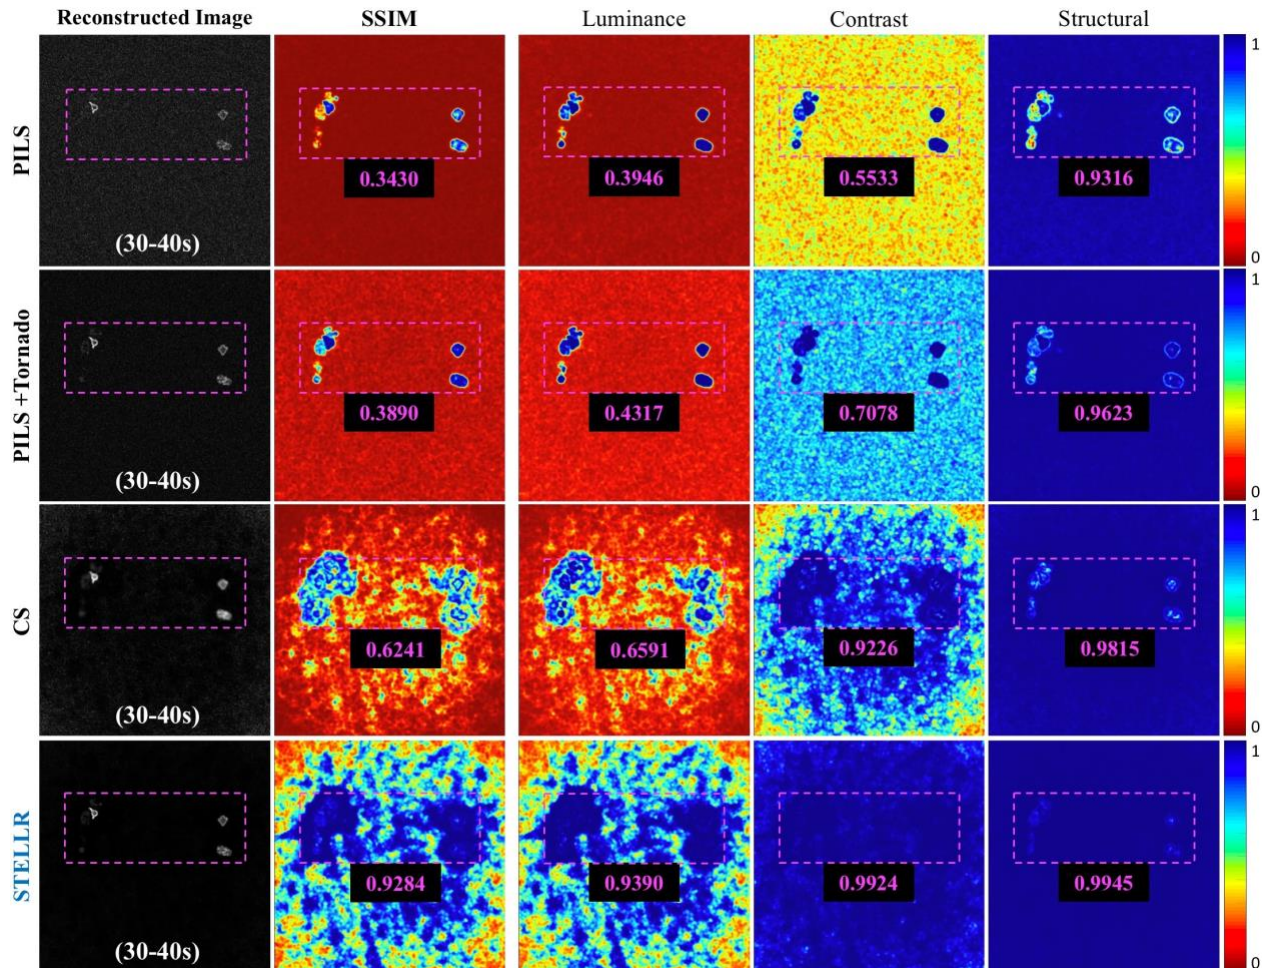 Reconstructed Image SSIM Luminance Contrast Structural
PILS
(30-40s)
0.3430 0.3946 0.5533 0.9316
1
0
PILS +Tornado
(30-40s)
0.3890 0.4317 0.7078 0.9623
1
0
CS
(30-40s)
0.6241 0.6591 0.9226 0.9815
1
0
STELLR
(30-40s)
0.9284 0.9390 0.9924 0.9945
1
0